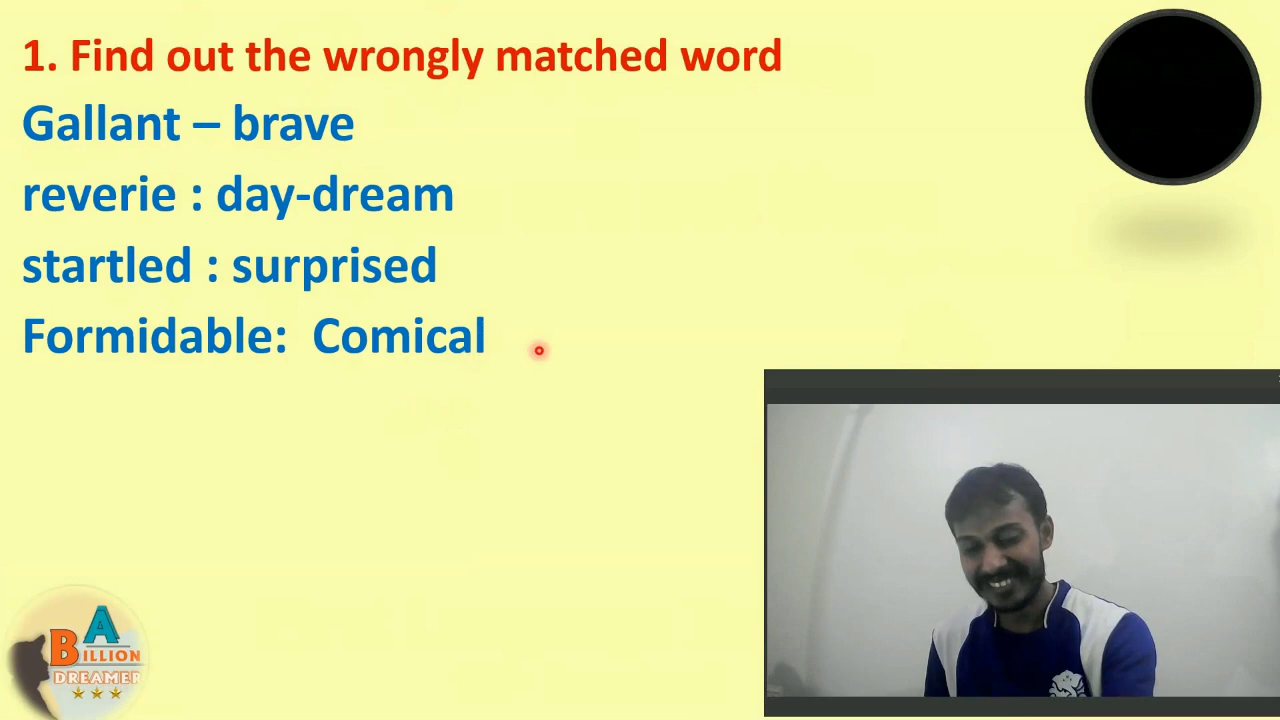 1. Find out the wrongly matched word
Gallant – brave
reverie : day-dream
startled : surprised
Formidable: Comical
A
BILLION
DREAMER